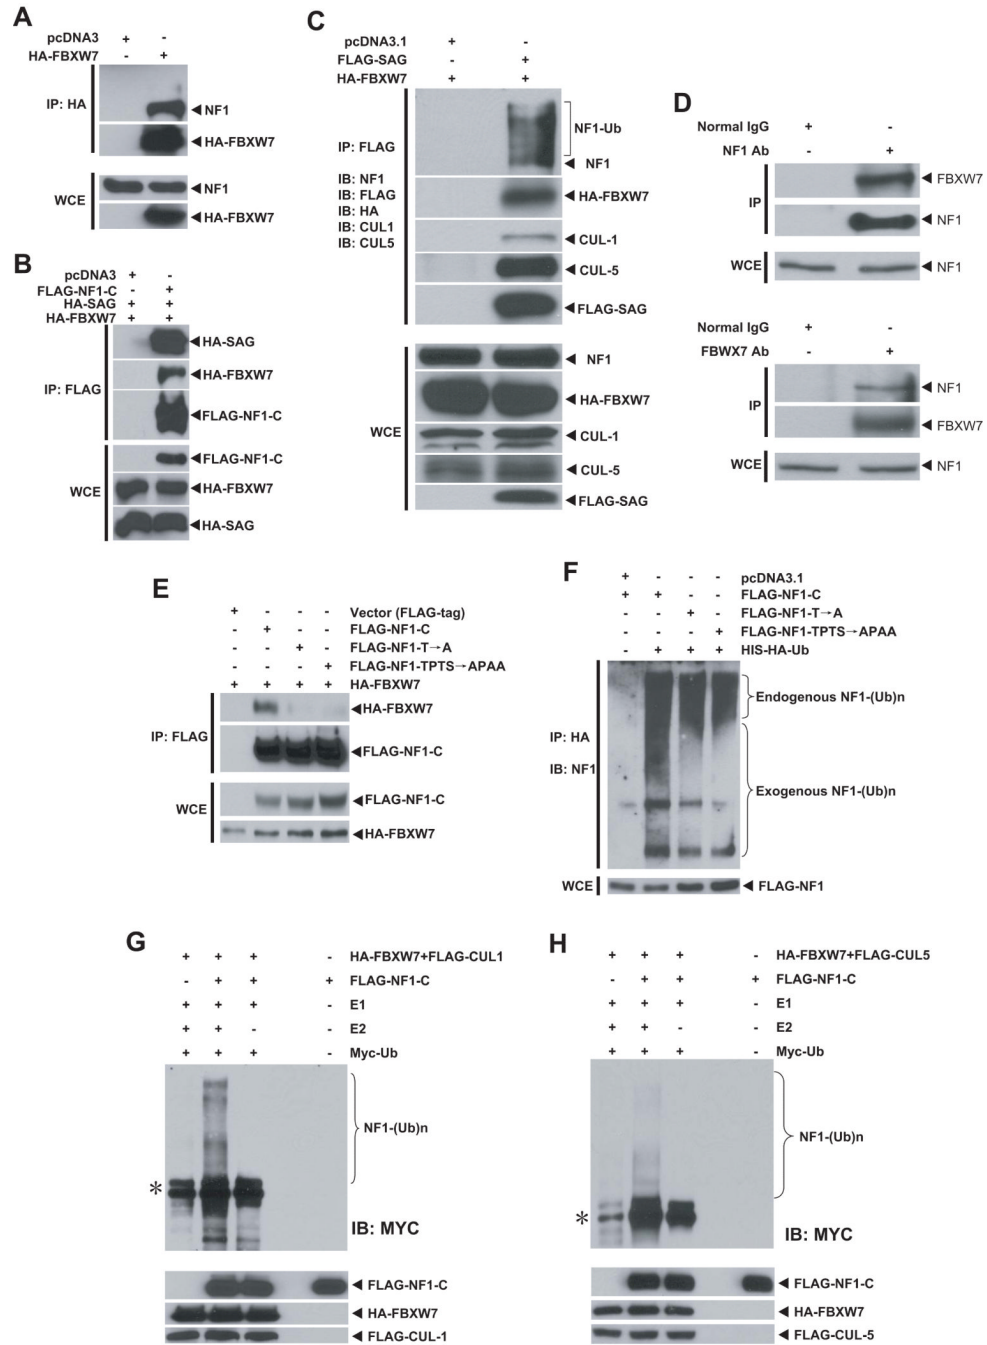 A
pcDNA3 + -
HA-FBXW7 - +
IP: HA
NF1
HA-FBXW7
WCE
NF1
HA-FBXW7
B
pcDNA3 + -
FLAG-NF1-C - +
HA-SAG + +
HA-FBXW7 + +
IP: FLAG
HA-SAG
HA-FBXW7
FLAG-NF1-C
WCE
FLAG-NF1-C
HA-FBXW7
HA-SAG
C
pcDNA3.1 + -
FLAG-SAG - +
HA-FBXW7 + +
IP: FLAG
IB: NF1
IB: FLAG
IB: HA
IB: CUL1
IB: CUL5
NF1-Ub
NF1
HA-FBXW7
CUL-1
CUL-5
FLAG-SAG
WCE
NF1
HA-FBXW7
CUL-1
CUL-5
FLAG-SAG
D
Normal IgG + -
NF1 Ab - +
IP
FBXW7
NF1
WCE
NF1
Normal IgG + -
FBWX7 Ab - +
IP
NF1
FBXW7
WCE
NF1
E
+ - - - Vector (FLAG-tag)
- + - - FLAG-NF1-C
- - + - FLAG-NF1-T→A
- - - + FLAG-NF1-TPTS→APAA
+ + + + HA-FBXW7
IP: FLAG
HA-FBXW7
FLAG-NF1-C
WCE
FLAG-NF1-C
HA-FBXW7
F
+ - - - pcDNA3.1
+ + - - FLAG-NF1-C
- - + - FLAG-NF1-T→A
- - - + FLAG-NF1-TPTS→APAA
- + + + HIS-HA-Ub
IP: HA
IB: NF1
Endogenous NF1-(Ub)n
Exogenous NF1-(Ub)n
WCE
FLAG-NF1
G
+ + + - HA-FBXW7+FLAG-CUL1
- + + + FLAG-NF1-C
+ + + - E1
+ + - - E2
+ + + - Myc-Ub
NF1-(Ub)n
*
IB: MYC
FLAG-NF1-C
HA-FBXW7
FLAG-CUL-1
H
+ + + - HA-FBXW7+FLAG-CUL5
- + + + FLAG-NF1-C
+ + + - E1
+ + - - E2
+ + + - Myc-Ub
NF1-(Ub)n
*
IB: MYC
FLAG-NF1-C
HA-FBXW7
FLAG-CUL-5